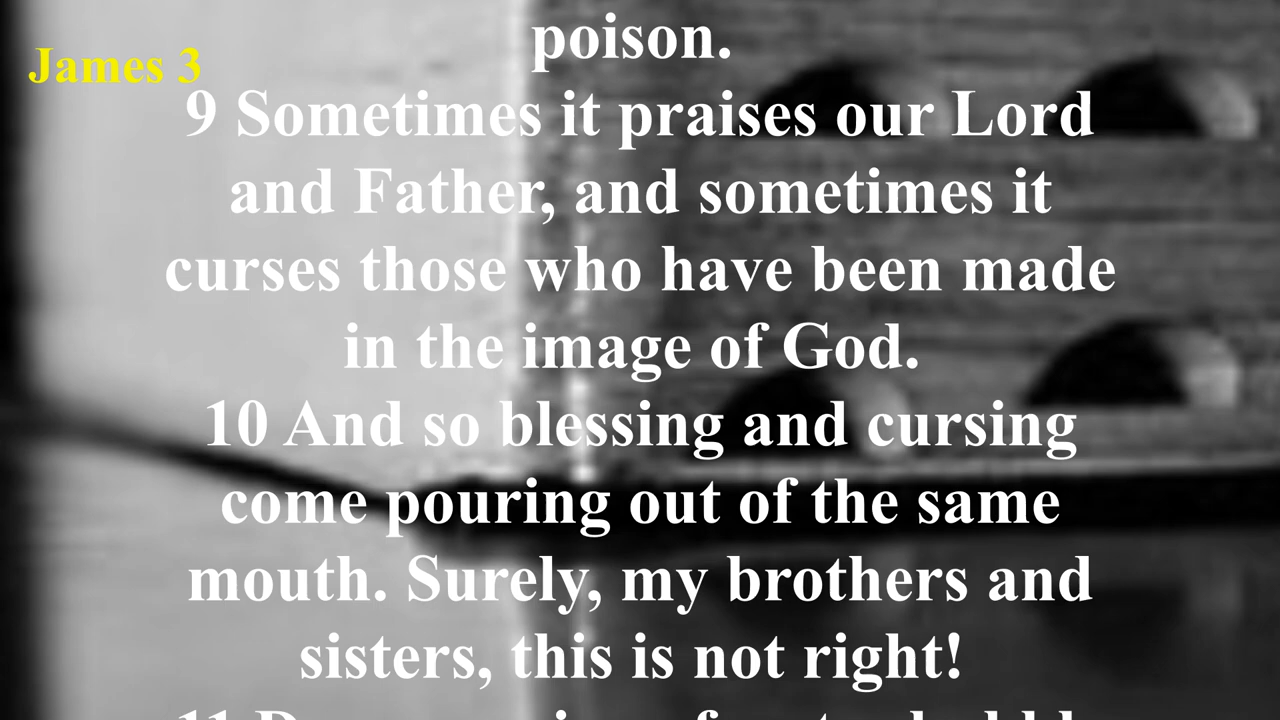 poison.
James 3
9 Sometimes it praises our Lord
and Father, and sometimes it
curses those who have been made
in the image of God.
10 And so blessing and cursing
come pouring out of the same
mouth. Surely, my brothers and
sisters, this is not right!
11